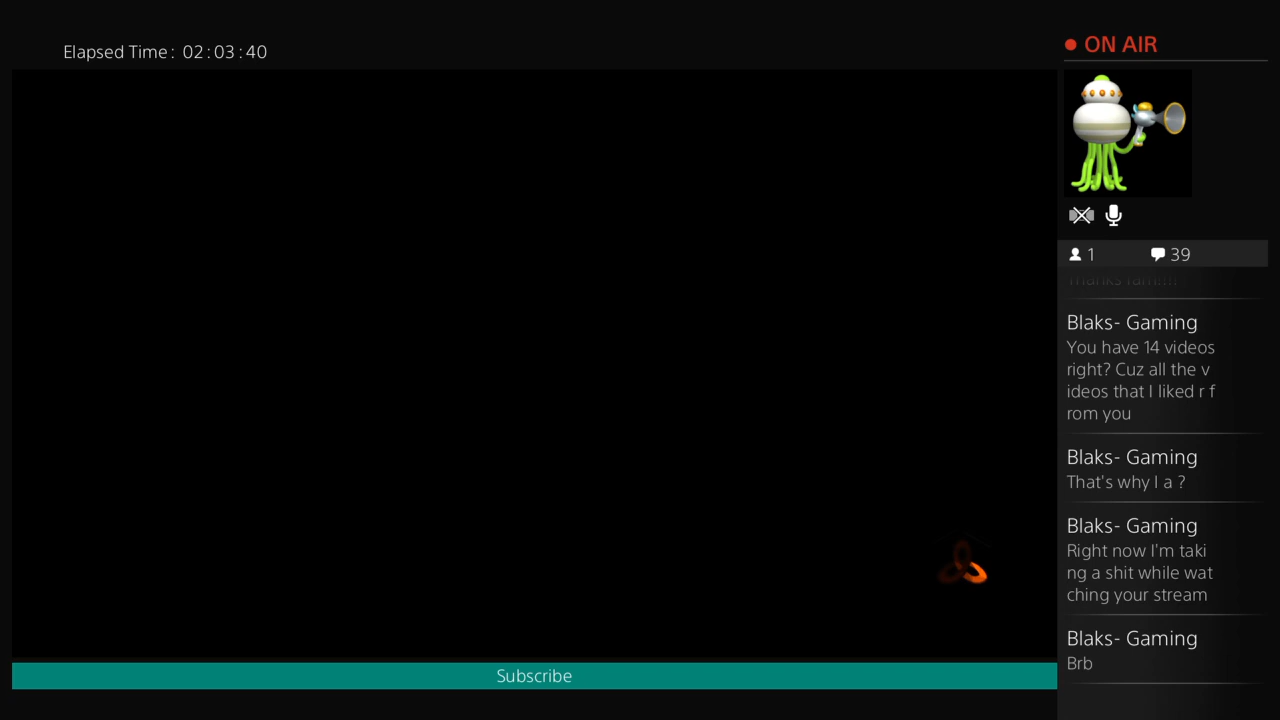 Elapsed Time: 02:03:40
ON AIR
1 39
Thanks fam!!!!
Blaks- Gaming
You have 14 videos
right? Cuz all the v
ideos that I liked r f
rom you
Blaks- Gaming
That's why I a ?
Blaks- Gaming
Right now I'm taki
ng a shit while wat
ching your stream
Blaks- Gaming
Brb
Subscribe